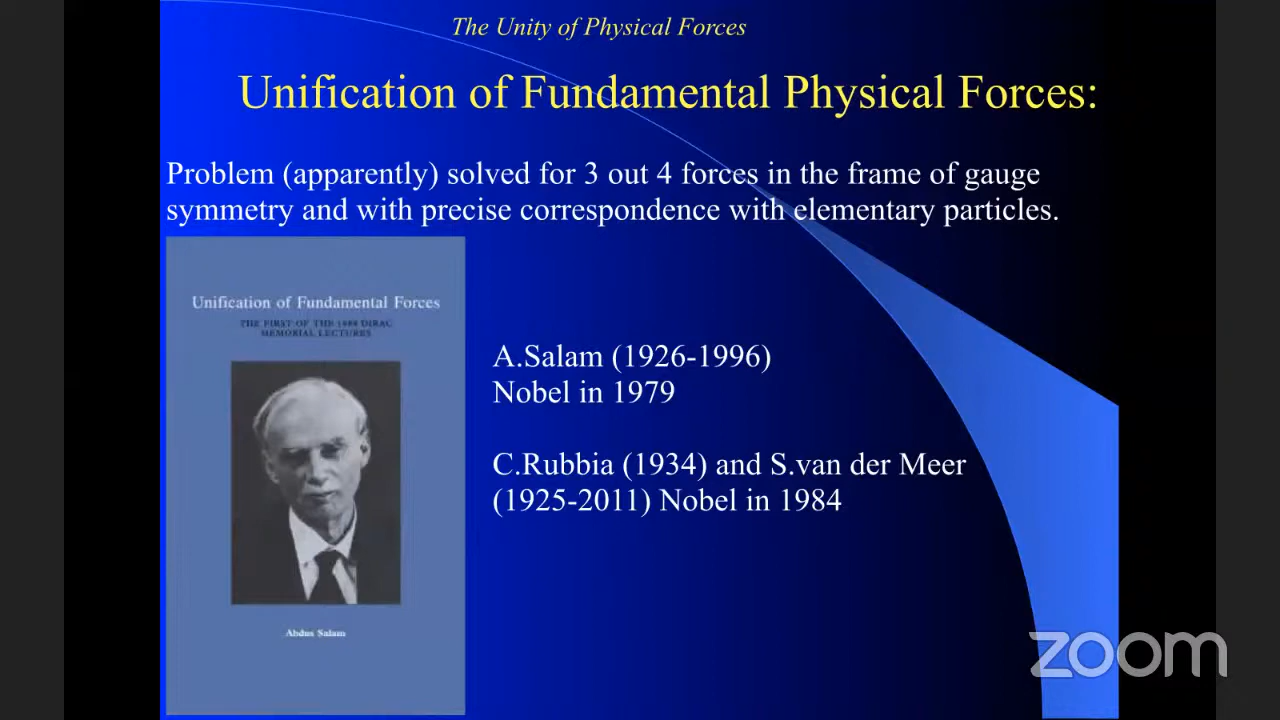 The Unity of Physical Forces
Unification of Fundamental Physical Forces:
Problem (apparently) solved for 3 out 4 forces in the frame of gauge
symmetry and with precise correspondence with elementary particles.
Unification of Fundamental Forces
THE FIRST OF THE 1988 DIRAC
MEMORIAL LECTURES
Abdus Salam
A.Salam (1926-1996)
Nobel in 1979
C.Rubbia (1934) and S.van der Meer
(1925-2011) Nobel in 1984
zoom